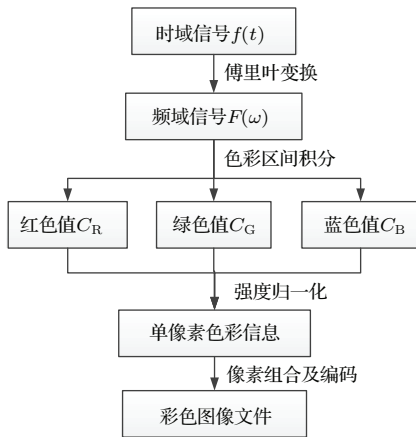 时域信号f(t)
傅里叶变换
频域信号F(ω)
色彩区间积分
红色值C_R 绿色值C_G 蓝色值C_B
强度归一化
单像素色彩信息
像素组合及编码
彩色图像文件